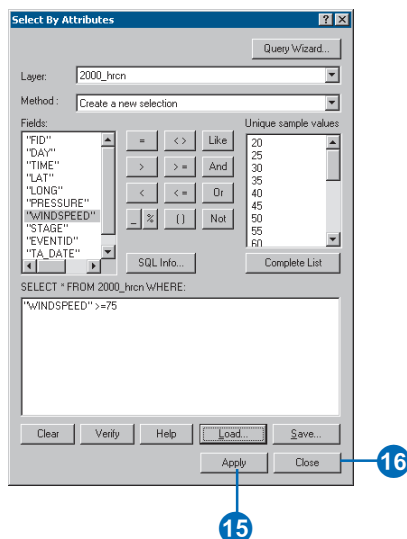 Select By Attributes
? X
Query Wizard...
Layer: 2000_hrcn
Method : Create a new selection
Fields: Unique sample values
"FID"
"DAY"
"TIME"
"LAT"
"LONG"
"PRESSURE"
"WINDSPEED"
"STAGE"
"EVENTID"
"TA_DATE"
= <> Like
> >= And
< <= Or
_ % () Not
20
25
30
35
40
45
50
55
60
SQL Info... Complete List
SELECT * FROM 2000_hrcn WHERE:
"WINDSPEED" >=75
Clear Verify Help Load... Save...
Apply Close
16
15